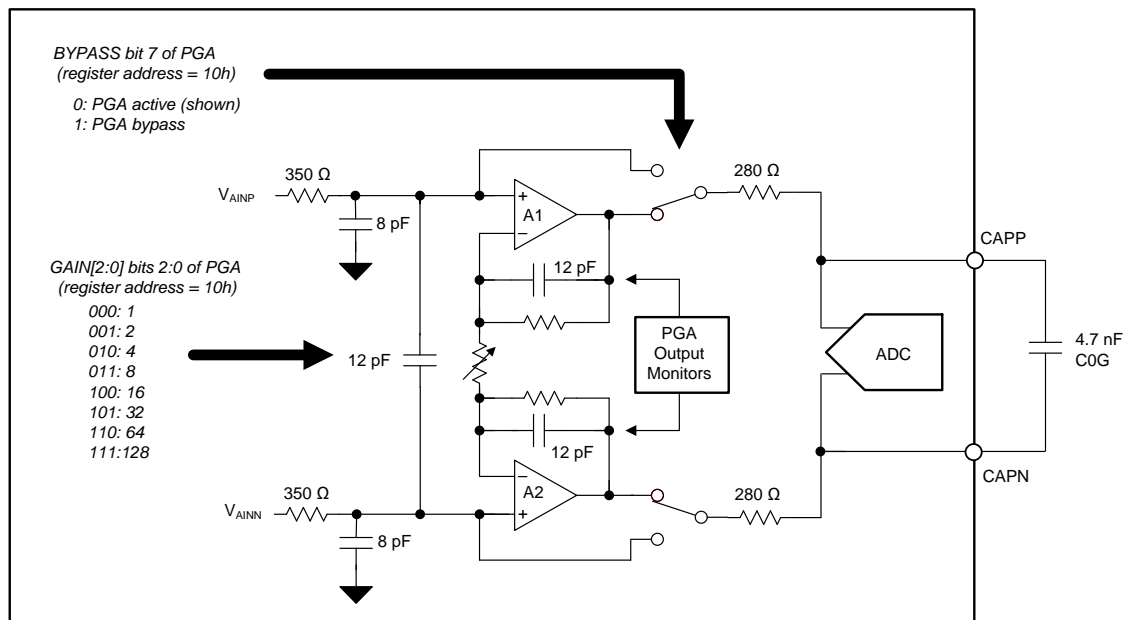 BYPASS bit 7 of PGA
(register address = 10h)
0: PGA active (shown)
1: PGA bypass
350 Ω
280 Ω
VAINP
A1
8 pF
CAPP
GAIN[2:0] bits 2:0 of PGA
(register address = 10h)
000: 1
001: 2
010: 4
011: 8
100: 16
101: 32
110: 64
111:128
12 pF
12 pF
PGA
Output
Monitors
ADC
4.7 nF
C0G
12 pF
CAPN
A2
350 Ω
280 Ω
VAINN
8 pF